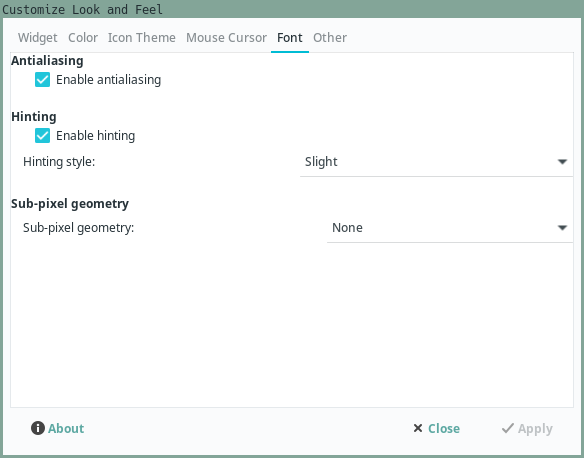 Customize Look and Feel
Widget Color Icon Theme Mouse Cursor Font Other
Antialiasing
Enable antialiasing
Hinting
Enable hinting
Hinting style: Slight
Sub-pixel geometry
Sub-pixel geometry: None
About Close Apply